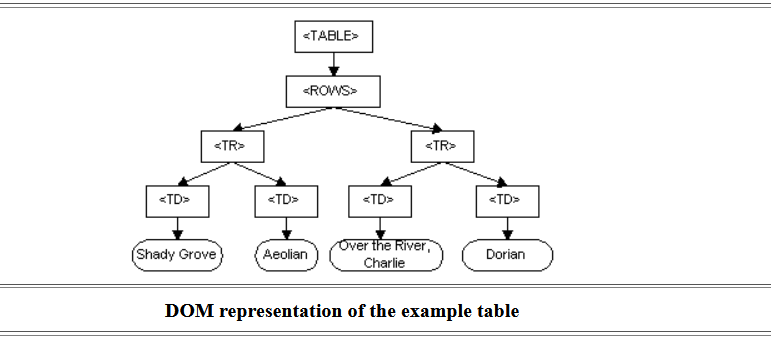 <TABLE>
<ROWS>
<TR> <TR>
<TD> <TD> <TD> <TD>
Shady Grove Aeolian Over the River,
Charlie Dorian
DOM representation of the example table